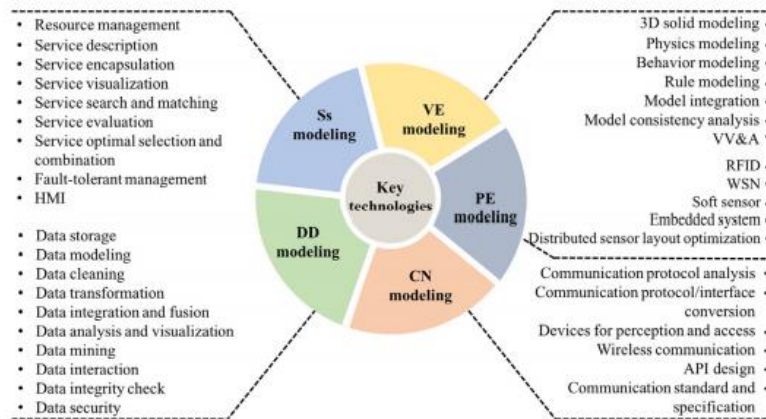 Resource management
Service description
Service encapsulation
Service visualization
Service search and matching
Service evaluation
Service optimal selection and
combination
Fault-tolerant management
HMI
Data storage
Data modeling
Data cleaning
Data transformation
Data integration and fusion
Data analysis and visualization
Data mining
Data interaction
Data integrity check
Data security
Ss
modeling
VE
modeling
PE
modeling
CN
modeling
DD
modeling
Key
technologies
3D solid modeling
Physics modeling
Behavior modeling
Rule modeling
Model integration
Model consistency analysis
VV&A
RFID
WSN
Soft sensor
Embedded system
Distributed sensor layout optimization
Communication protocol analysis
Communication protocol/interface
conversion
Devices for perception and access
Wireless communication
API design
Communication standard and
specification